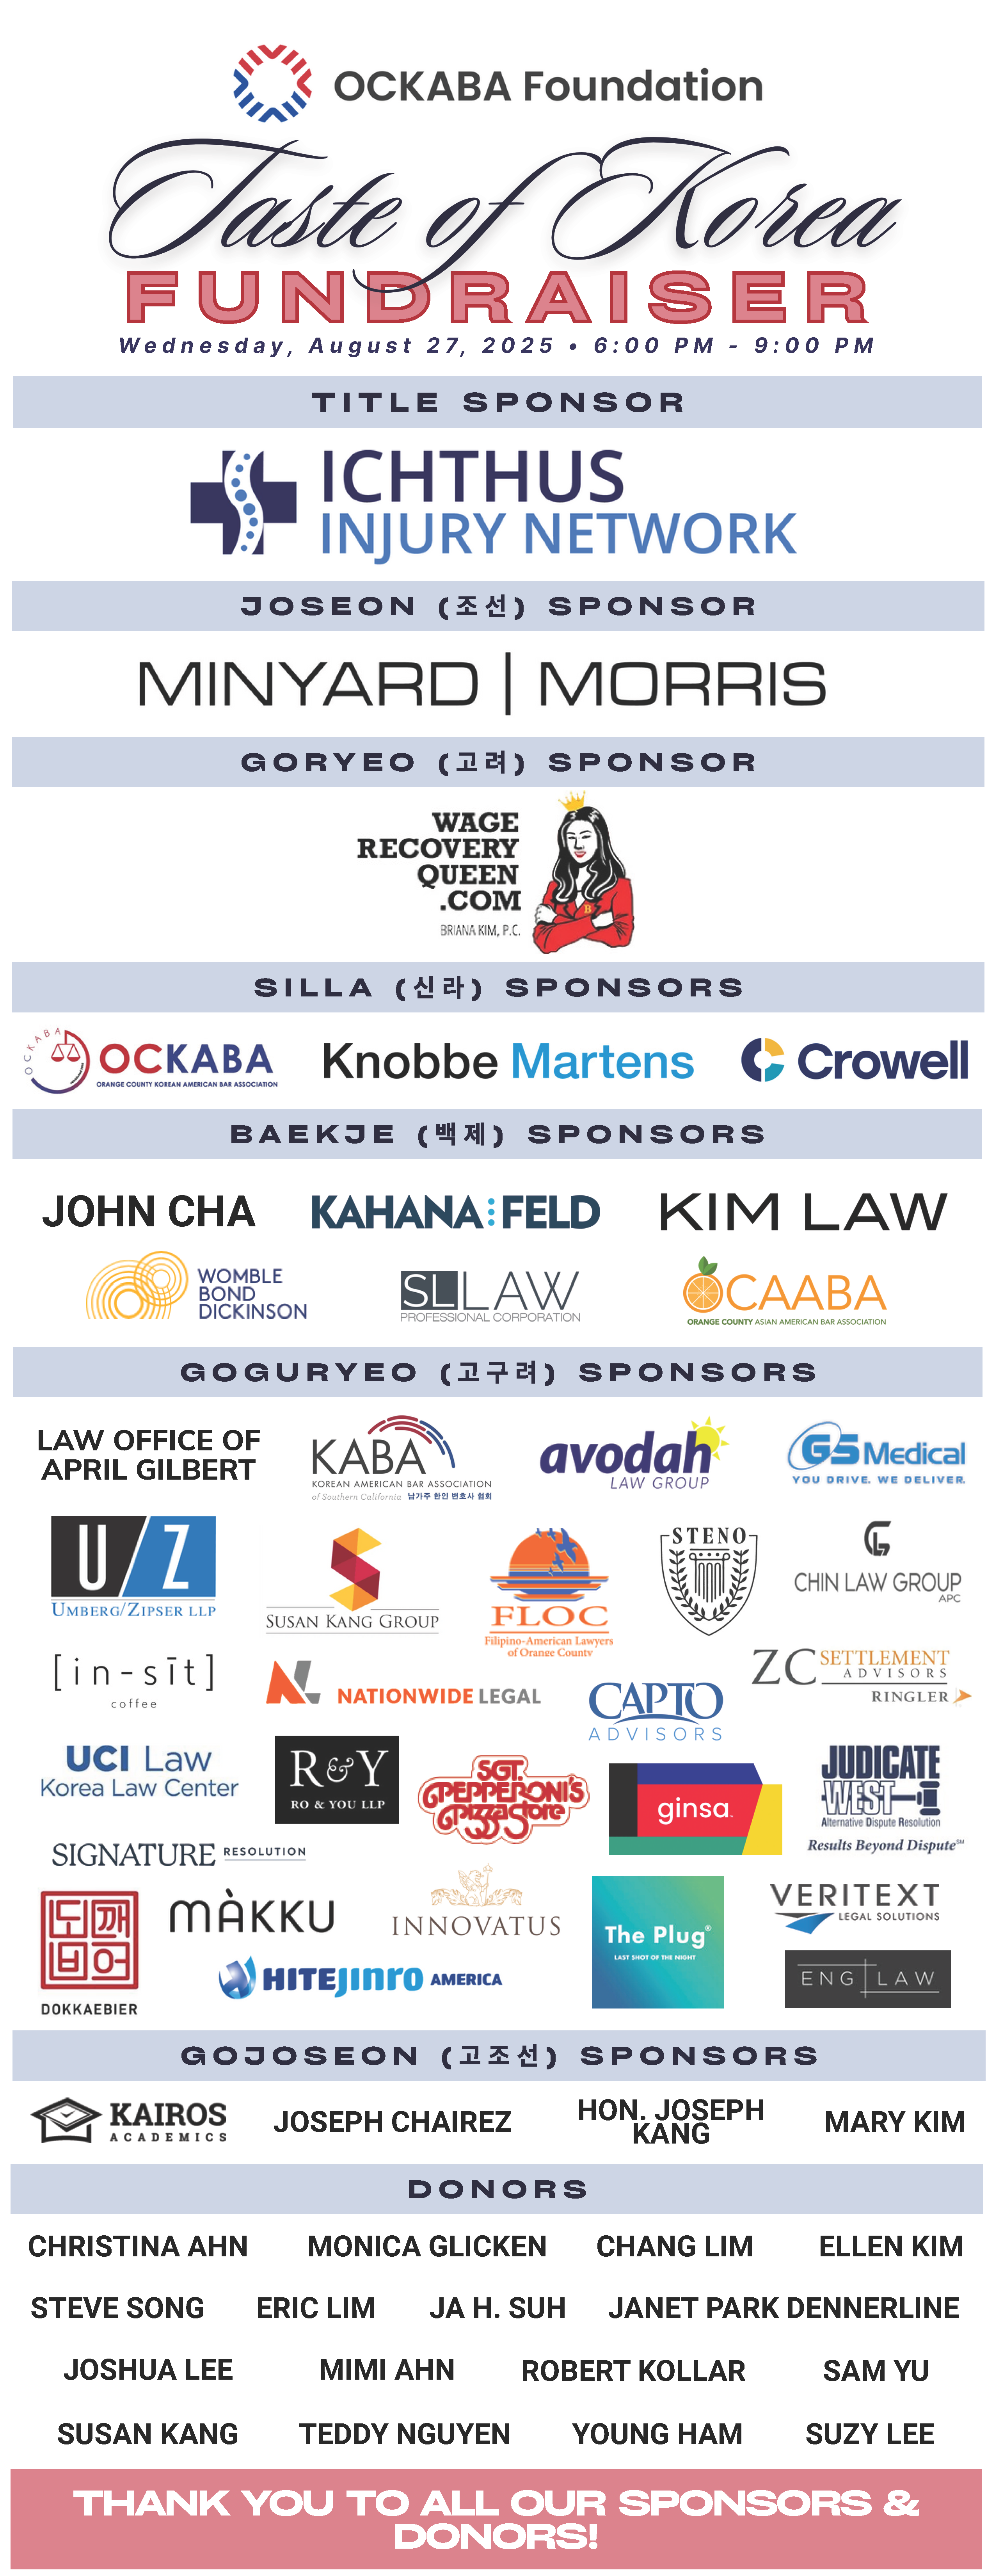 OCKABA Foundation
Taste of Korea
FUNDRAISER
Wednesday, August 27, 2025 • 6:00 PM - 9:00 PM
TITLE SPONSOR
ICHTHUS
INJURY NETWORK
JOSEON (조선) SPONSOR
MINYARD | MORRIS
GORYEO (고려) SPONSOR
WAGE
RECOVERY
QUEEN
.COM
BRIANA KIM, P.C.
B
SILLA (신라) SPONSORS
OCKABA
OCKABA
ORANGE COUNTY KOREAN AMERICAN BAR ASSOCIATION
Knobbe Martens
Crowell
BAEKJE (백제) SPONSORS
JOHN CHA
KAHANA FELD
KIM LAW
WOMBLE
BOND
DICKINSON
SLLAW
PROFESSIONAL CORPORATION
OCAABA
ORANGE COUNTY ASIAN AMERICAN BAR ASSOCIATION
GOGURYEO (고구려) SPONSORS
LAW OFFICE OF
APRIL GILBERT
KABA
KOREAN AMERICAN BAR ASSOCIATION
of Southern California 남가주 한인 변호사 협회
avodah
LAW GROUP
G5 Medical
YOU DRIVE. WE DELIVER.
U/Z
UMBERG/ZIPSER LLP
SUSAN KANG GROUP
FLOC
Filipino-American Lawyers
of Orange County
STENO
CHIN LAW GROUP
APC
[in-sīt]
coffee
NL NATIONWIDE LEGAL
CAPTO
ADVISORS
ZC SETTLEMENT
ADVISORS
RINGLER
UCI Law
Korea Law Center
R&Y
RO & YOU LLP
SGT.
PEPPERONI'S
Pizza Store
ginsa
JUDICATE
WEST
Alternative Dispute Resolution
Results Beyond Dispute℠
SIGNATURE RESOLUTION
도깨
비어
DOKKAEBIER
MÀKKU
INNOVATUS
The Plug®
LAST SHOT OF THE NIGHT
VERITEXT
LEGAL SOLUTIONS
HITEJINRO AMERICA
ENG LAW
GOJOSEON (고조선) SPONSORS
KAIROS
ACADEMICS
JOSEPH CHAIREZ
HON. JOSEPH
KANG
MARY KIM
DONORS
CHRISTINA AHN
MONICA GLICKEN
CHANG LIM
ELLEN KIM
STEVE SONG
ERIC LIM
JA H. SUH
JANET PARK DENNERLINE
JOSHUA LEE
MIMI AHN
ROBERT KOLLAR
SAM YU
SUSAN KANG
TEDDY NGUYEN
YOUNG HAM
SUZY LEE
THANK YOU TO ALL OUR SPONSORS &
DONORS!